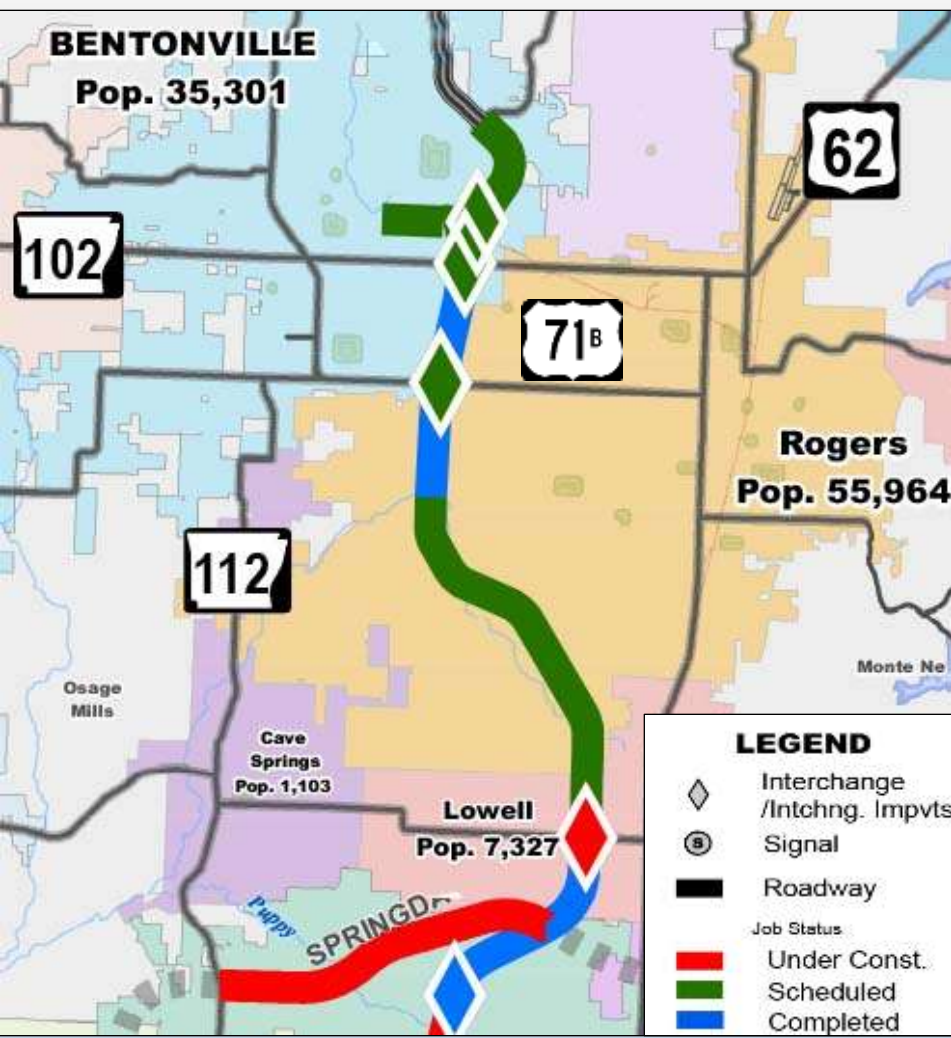 BENTONVILLE
Pop. 35,301
62
102
71B
Rogers
Pop. 55,964
112
Monte Ne
Osage
Mills
Cave
Springs
Pop. 1,103
Lowell
Pop. 7,327
Puppy
SPRINGDA
LEGEND
Interchange
/Intchng. Impvts
S Signal
Roadway
Job Status
Under Const.
Scheduled
Completed